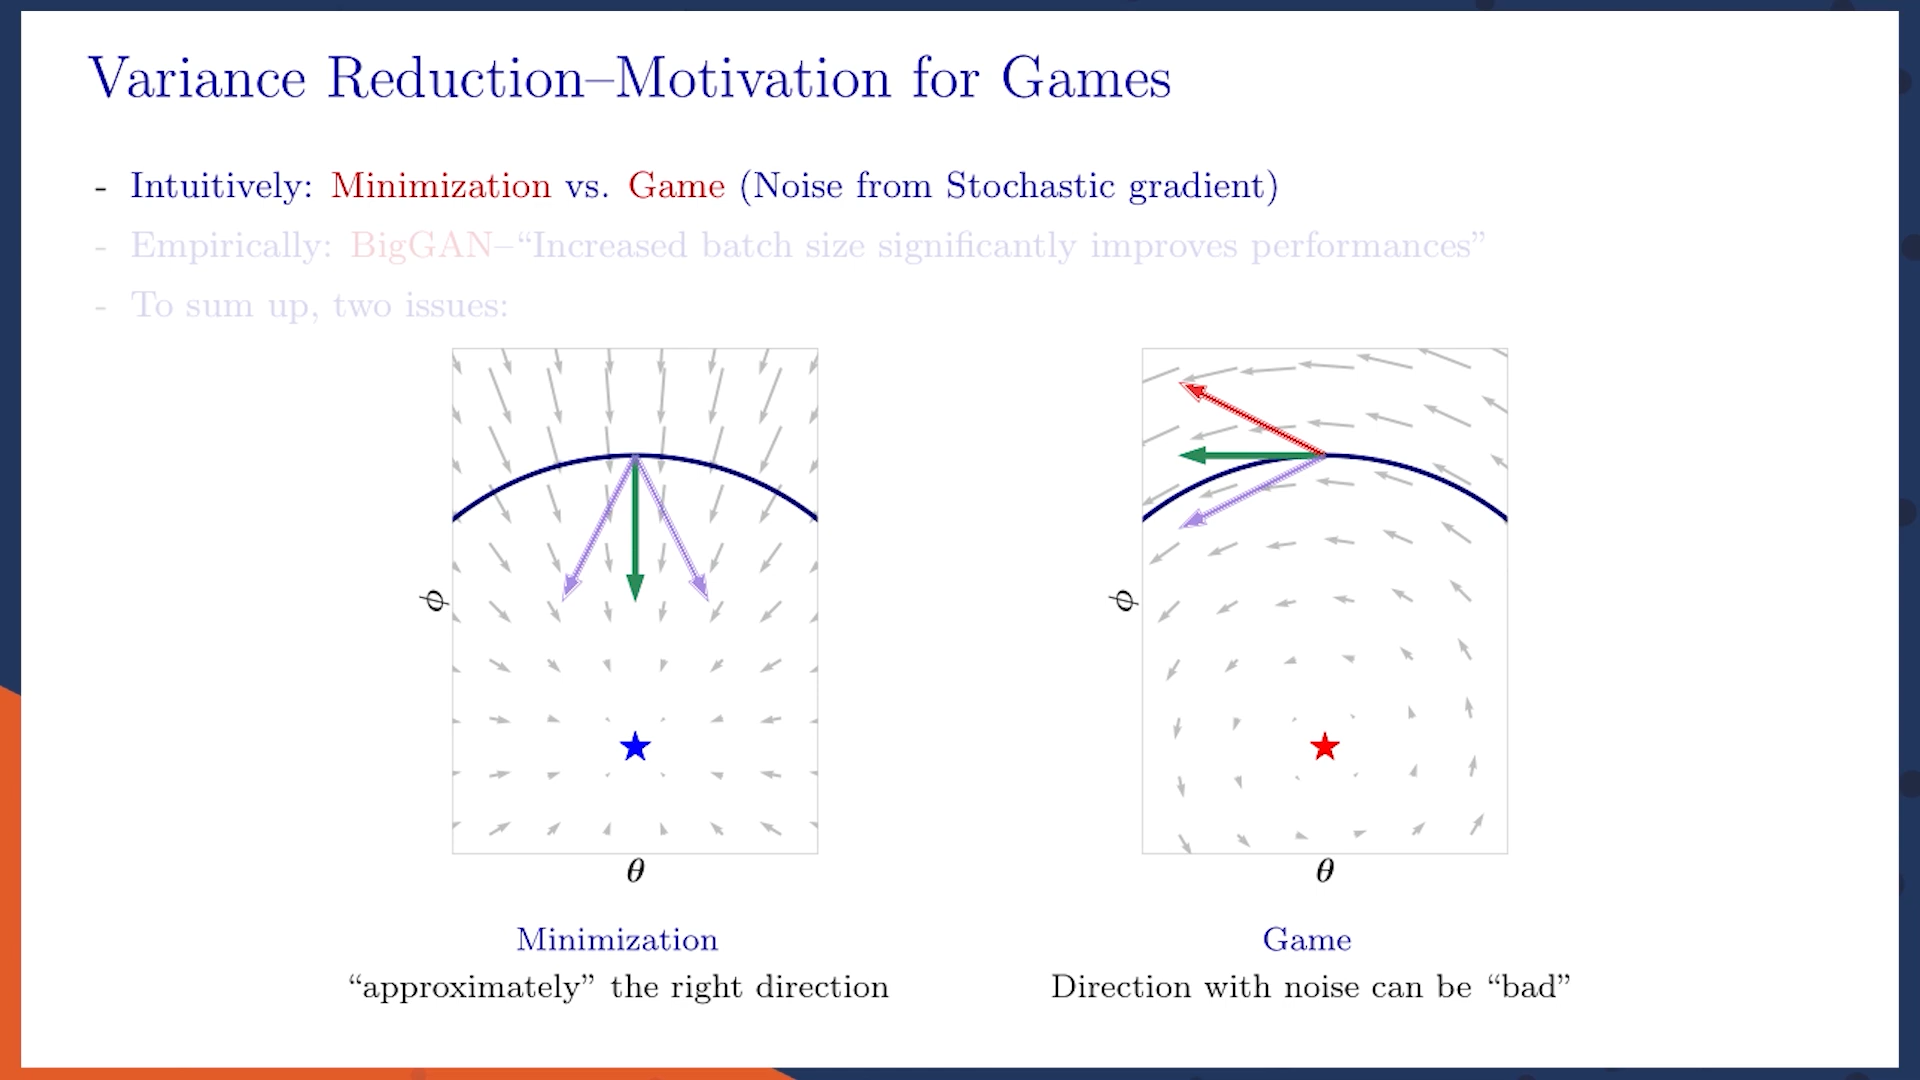 Variance Reduction–Motivation for Games
- Intuitively: Minimization vs. Game (Noise from Stochastic gradient)
- Empirically: BigGAN–“Increased batch size significantly improves performances”
- To sum up, two issues:
ϕ
θ
ϕ
θ
Minimization
“approximately” the right direction
Game
Direction with noise can be “bad”